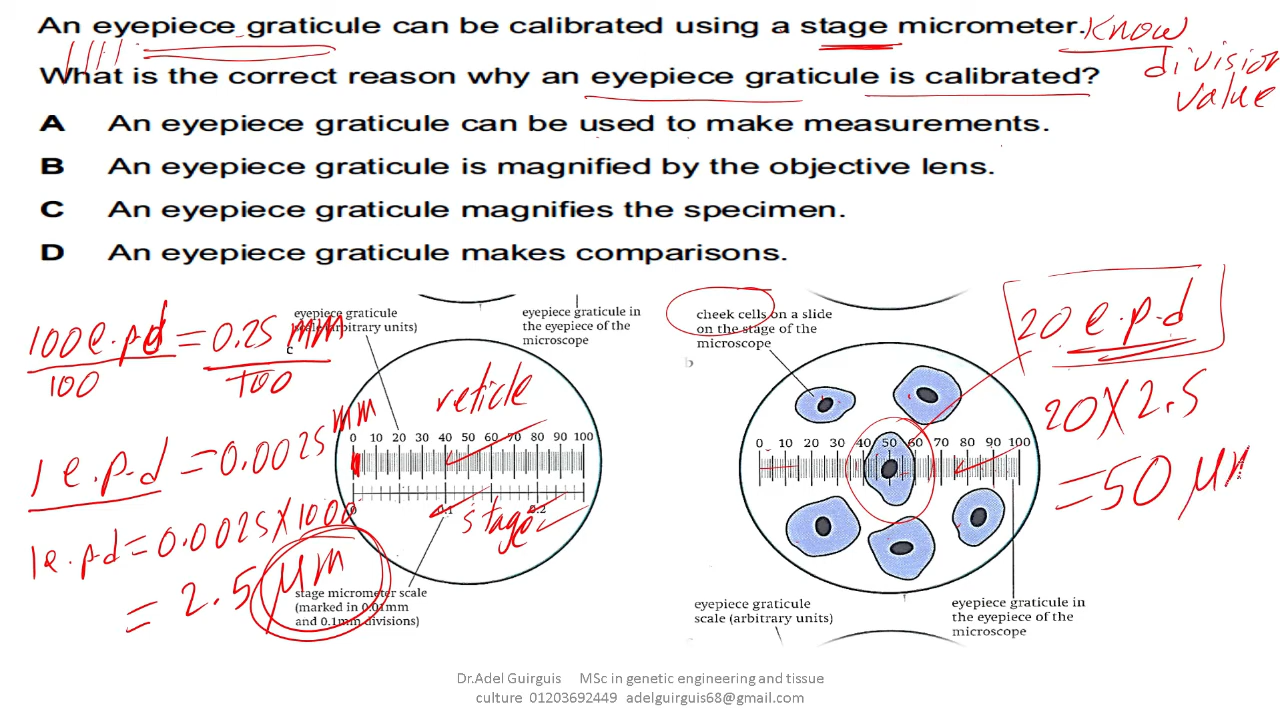 An eyepiece graticule can be calibrated using a stage micrometer. Know
division
value
What is the correct reason why an eyepiece graticule is calibrated?
A An eyepiece graticule can be used to make measurements.
B An eyepiece graticule is magnified by the objective lens.
C An eyepiece graticule magnifies the specimen.
D An eyepiece graticule makes comparisons.
100 e.p.d = 0.25 mm
100 100
1 e.p.d = 0.0025 mm
1e.p.d = 0.0025 X 1000
= 2.5 µm
eyepiece graticule
scale (arbitrary units)
eyepiece graticule in
the eyepiece of the
microscope
reticle
0 10 20 30 40 50 60 70 80 90 100
0 0.1 0.2
stage
stage micrometer scale
(marked in 0.01mm
and 0.1mm divisions)
cheek cells on a slide
on the stage of the
microscope
b
0 10 20 30 40 50 60 70 80 90 100
eyepiece graticule
scale (arbitrary units)
eyepiece graticule in
the eyepiece of the
microscope
20 e.p.d
20 X 2.5
= 50 µm
Dr.Adel Guirguis MSc in genetic engineering and tissue
culture 01203692449 adelguirguis68@gmail.com